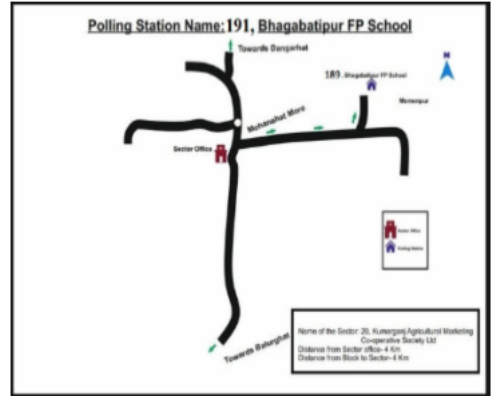 Polling Station Name: 191, Bhagabatipur FP School
Towards Dangarhat
N
189 - Bhagabatipur FP School
Mohanahat More
Sector Office
Sector Office
Polling Station
Name of the Sector: 20, Kumarganj Agricultural Marketing
Co-operative Society Ltd
Distance from Sector office- 4 Km
Distance from Block to Sector- 4 Km
Towards Balurghat